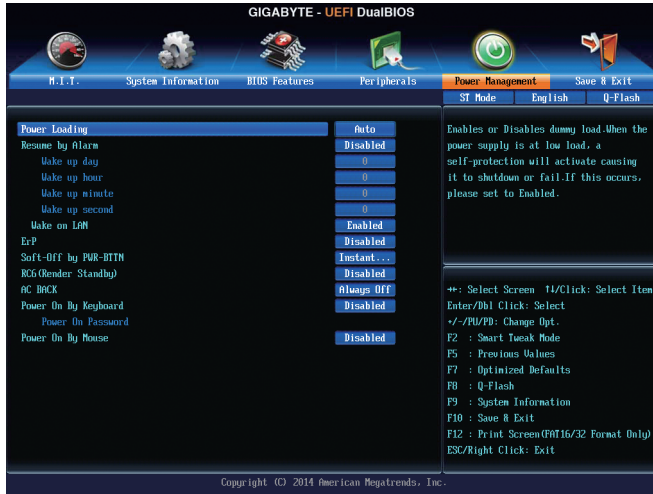 GIGABYTE - UEFI DualBIOS
M.I.T. System Information BIOS Features Peripherals Power Management Save & Exit
ST Mode English Q-Flash
Power Loading Auto
Resume by Alarm Disabled
Wake up day 0
Wake up hour 0
Wake up minute 0
Wake up second 0
Wake on LAN Enabled
ErP Disabled
Soft-Off by PWR-BTTN Instant...
RC6(Render Standby) Disabled
AC BACK Always Off
Power On By Keyboard Disabled
Power On Password
Power On By Mouse Disabled
Enables or Disables dummy load.When the
power supply is at low load, a
self-protection will activate causing
it to shutdown or fail.If this occurs,
please set to Enabled.
↔: Select Screen ↑↓/Click: Select Item
Enter/Dbl Click: Select
+/-/PU/PD: Change Opt.
F2 : Smart Tweak Mode
F5 : Previous Values
F7 : Optimized Defaults
F8 : Q-Flash
F9 : System Information
F10 : Save & Exit
F12 : Print Screen(FAT16/32 Format Only)
ESC/Right Click: Exit
Copyright (C) 2014 American Megatrends, Inc.